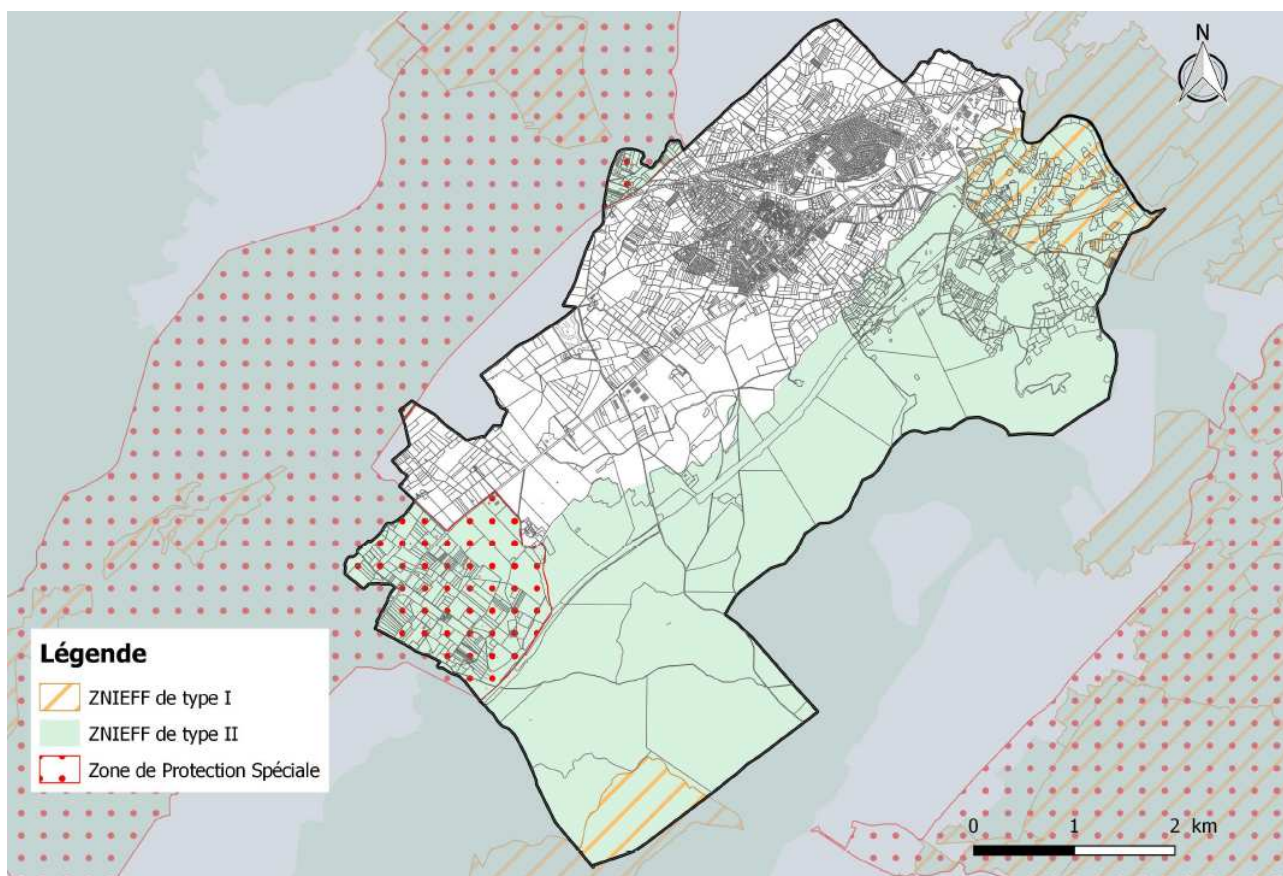 N
Légende
ZNIEFF de type I
ZNIEFF de type II
Zone de Protection Spéciale
0 1 2 km